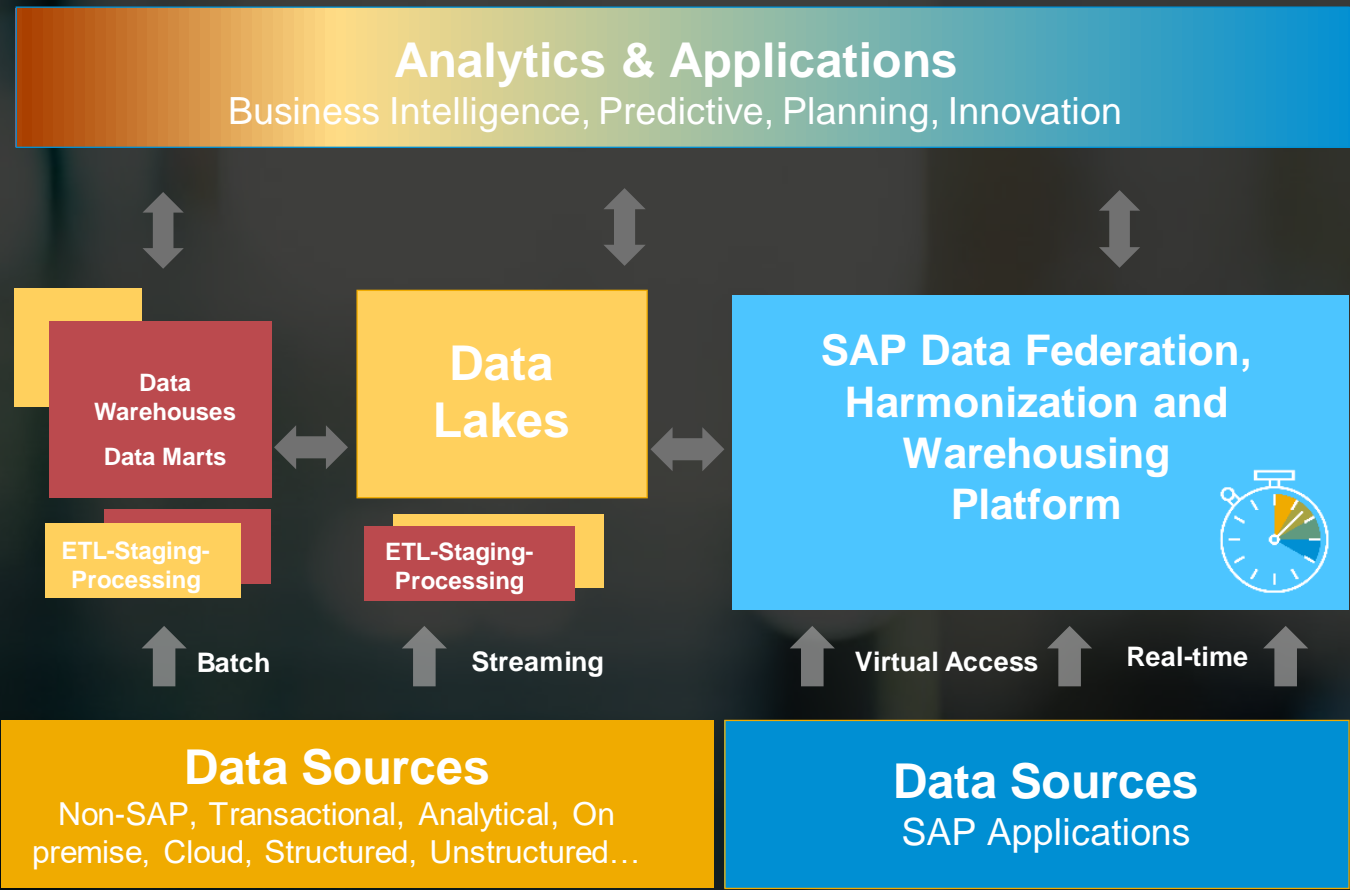 Analytics & Applications
Business Intelligence, Predictive, Planning, Innovation
Data
Warehouses
Data Marts
Data
Lakes
SAP Data Federation,
Harmonization and
Warehousing
Platform
ETL-Staging-
Processing
ETL-Staging-
Processing
Batch
Streaming
Virtual Access
Real-time
Data Sources
Non-SAP, Transactional, Analytical, On
premise, Cloud, Structured, Unstructured…
Data Sources
SAP Applications